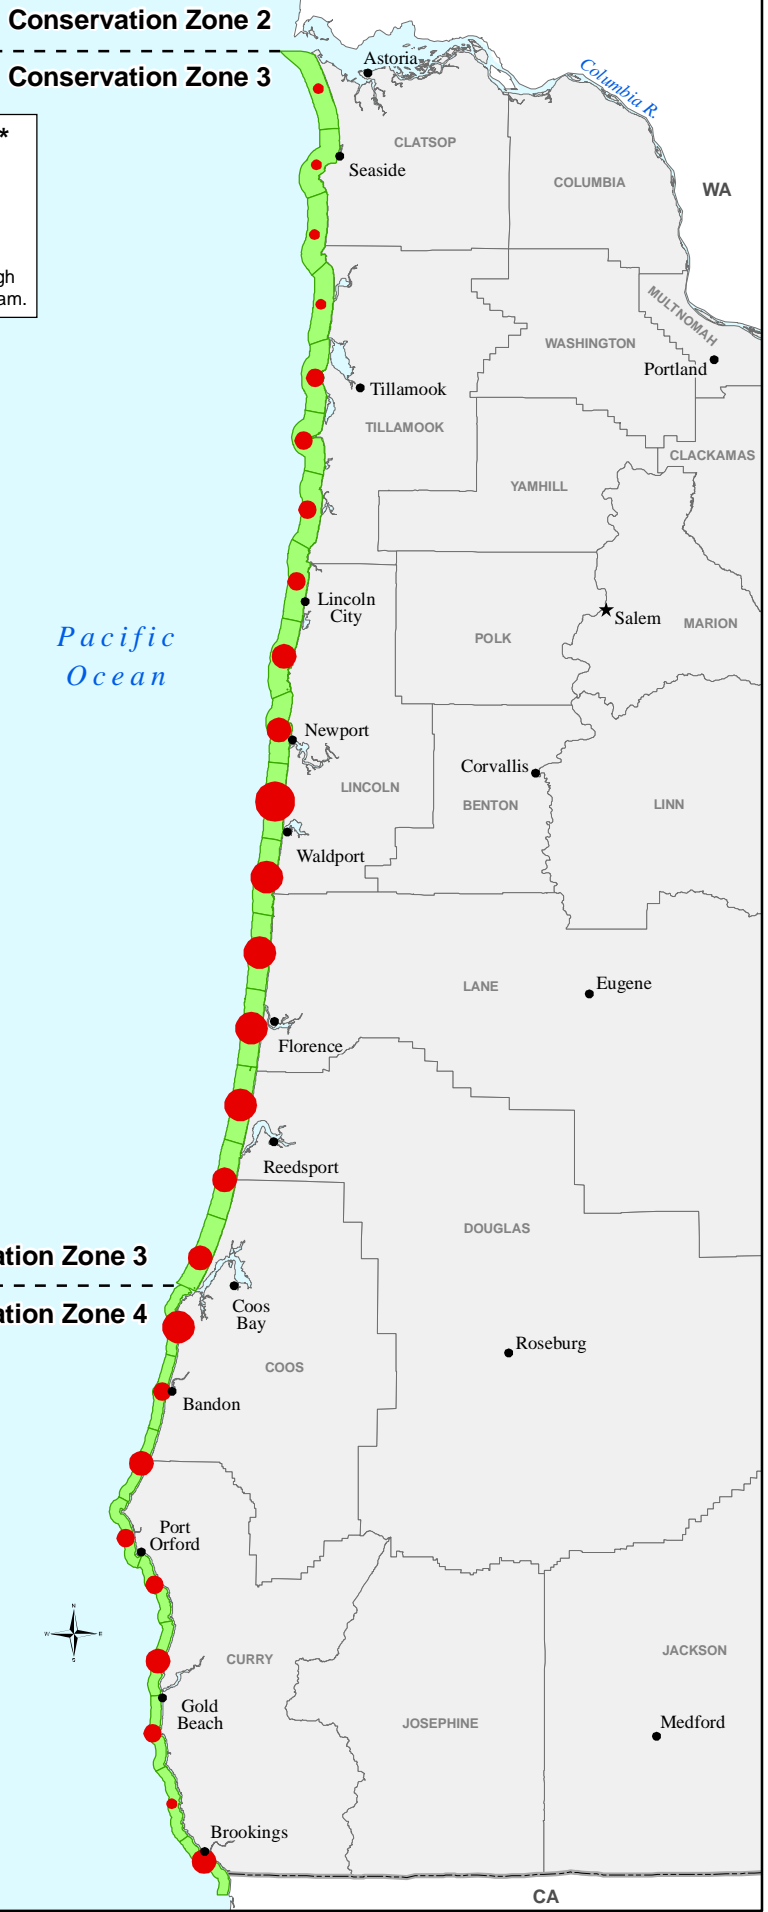 Conservation Zone 2
Conservation Zone 3
Astoria
Columbia R.
*
CLATSOP
Seaside
COLUMBIA
WA
am.
MULTNOMAH
WASHINGTON
Portland
Tillamook
TILLAMOOK
CLACKAMAS
YAMHILL
Lincoln
City
Salem
MARION
Pacific
Ocean
POLK
Newport
Corvallis
LINCOLN
BENTON
LINN
Waldport
LANE
Eugene
Florence
Reedsport
DOUGLAS
ation Zone 3
ation Zone 4
Coos
Bay
Roseburg
COOS
Bandon
Port
Orford
N
W
E
S
CURRY
JACKSON
Gold
Beach
JOSEPHINE
Medford
Brookings
CA